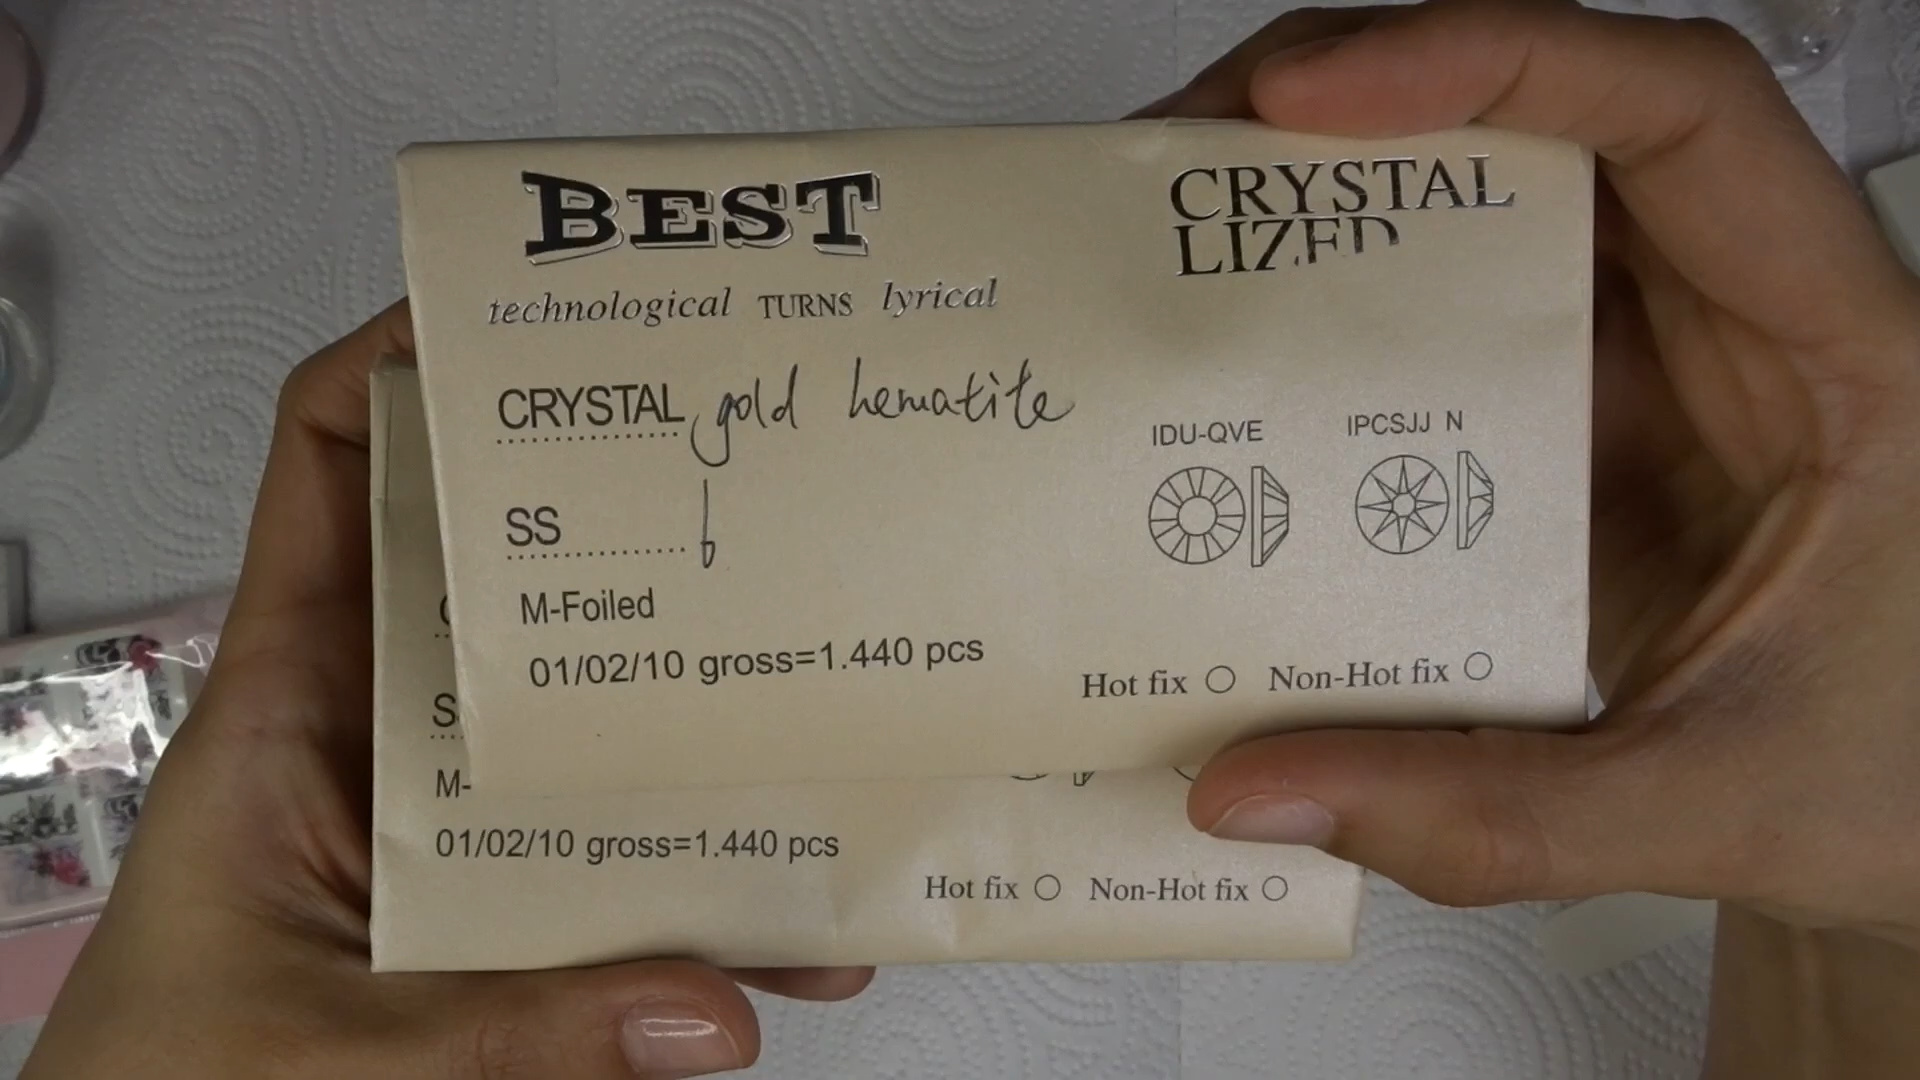 BEST
CRYSTAL
LIZED
technological TURNS lyrical
CRYSTAL gold hematite
SS 6
IDU-QVE
IPCSJJ N
M-Foiled
01/02/10 gross=1.440 pcs
Hot fix Non-Hot fix
M-
01/02/10 gross=1.440 pcs
Hot fix Non-Hot fix